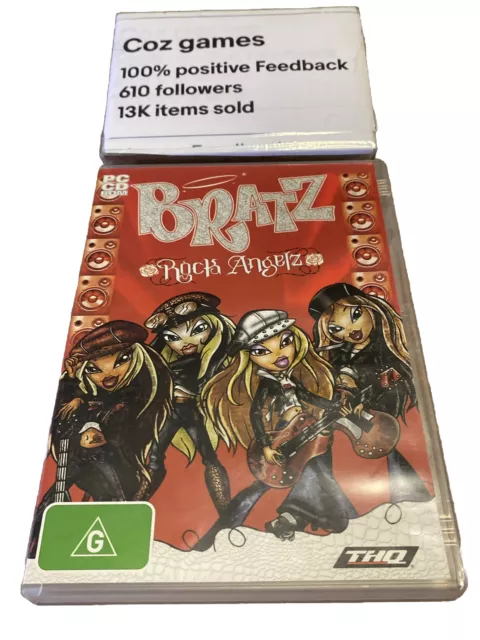 Coz games
100% positive Feedback
610 followers
13K items sold
PC
CD
ROM
BRATZ
Rock Angelz
G
THQ